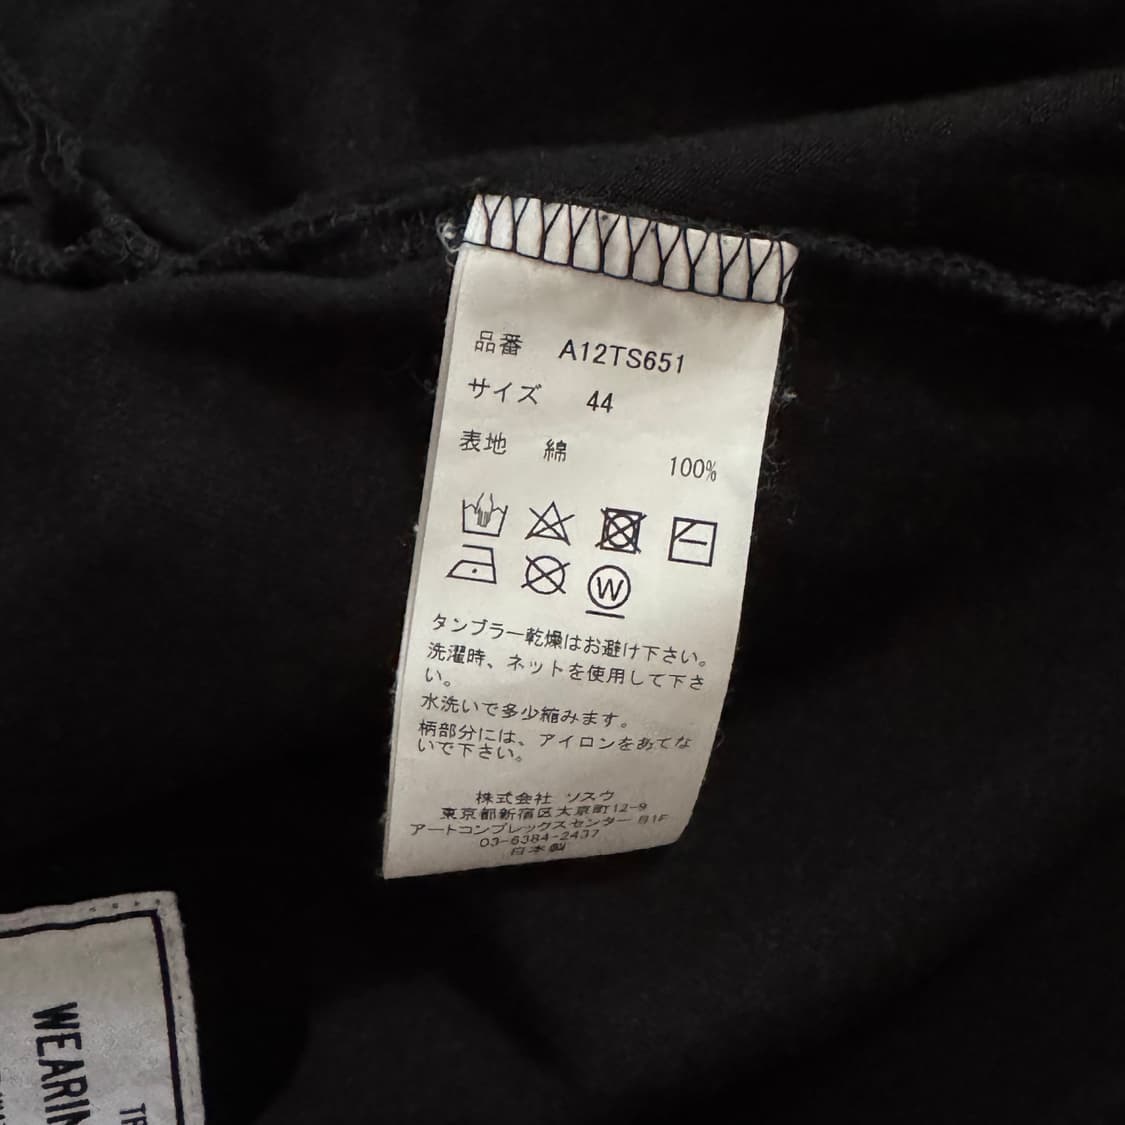 品番 A12TS651
サイズ 44
表地 綿 100%
W
タンブラー乾燥はお避け下さい。
洗濯時、ネットを使用して下さ
い。
水洗いで多少縮みます。
柄部分には、アイロンをあてな
いで下さい。
株式会社 ソスウ
東京都新宿区大京町12-9
アートコンプレックスセンター B1F
03-6384-2437
日本製
WEARIN
TR